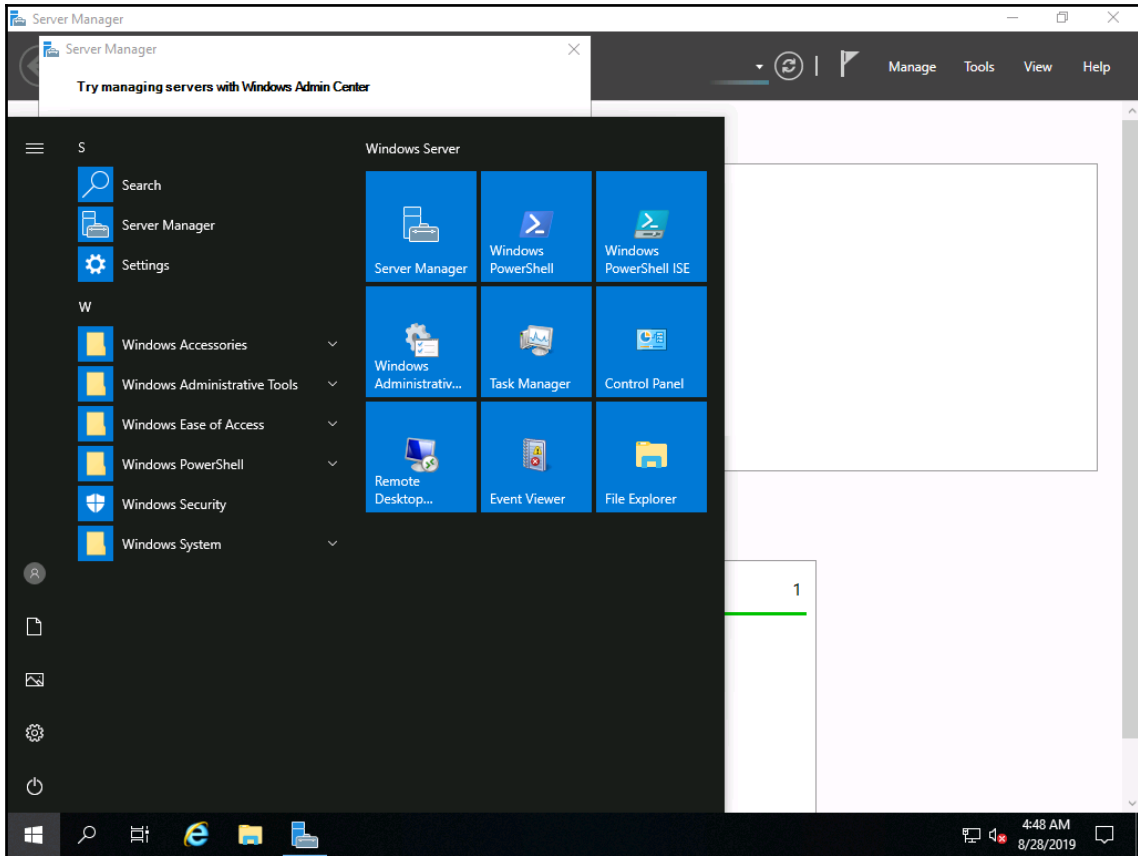 Server Manager
Server Manager
Try managing servers with Windows Admin Center
Manage Tools View Help
S
Search
Server Manager
Settings
W
Windows Accessories
Windows Administrative Tools
Windows Ease of Access
Windows PowerShell
Windows Security
Windows System
Windows Server
Server Manager
Windows
PowerShell
Windows
PowerShell ISE
Windows
Administrativ...
Task Manager
Control Panel
Remote
Desktop...
Event Viewer
File Explorer
1
4:48 AM
8/28/2019